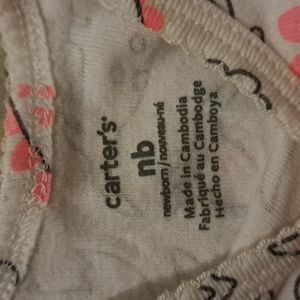 carter's
nb
newborn / nouveau-né
Made in Cambodia
Fabriqué au Cambodge
Hecho en Camboya